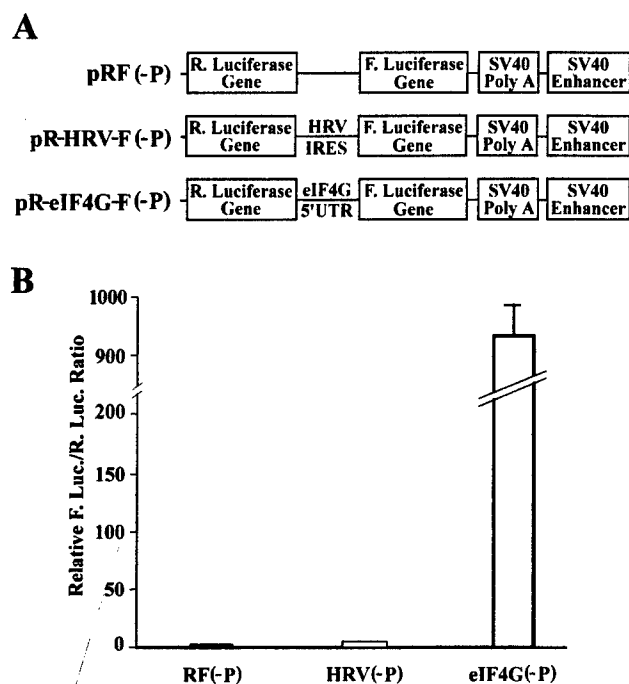 A
pRF (-P)
R. Luciferase
Gene
F. Luciferase
Gene
SV40
Poly A
SV40
Enhancer
pR-HRV-F (-P)
R. Luciferase
Gene
HRV
IRES
F. Luciferase
Gene
SV40
Poly A
SV40
Enhancer
pR-eIF4G-F (-P)
R. Luciferase
Gene
eIF4G
5'UTR
F. Luciferase
Gene
SV40
Poly A
SV40
Enhancer
B
Relative F. Luc./R. Luc. Ratio
1000
900
200
150
100
50
0
RF(-P)
HRV(-P)
eIF4G(-P)